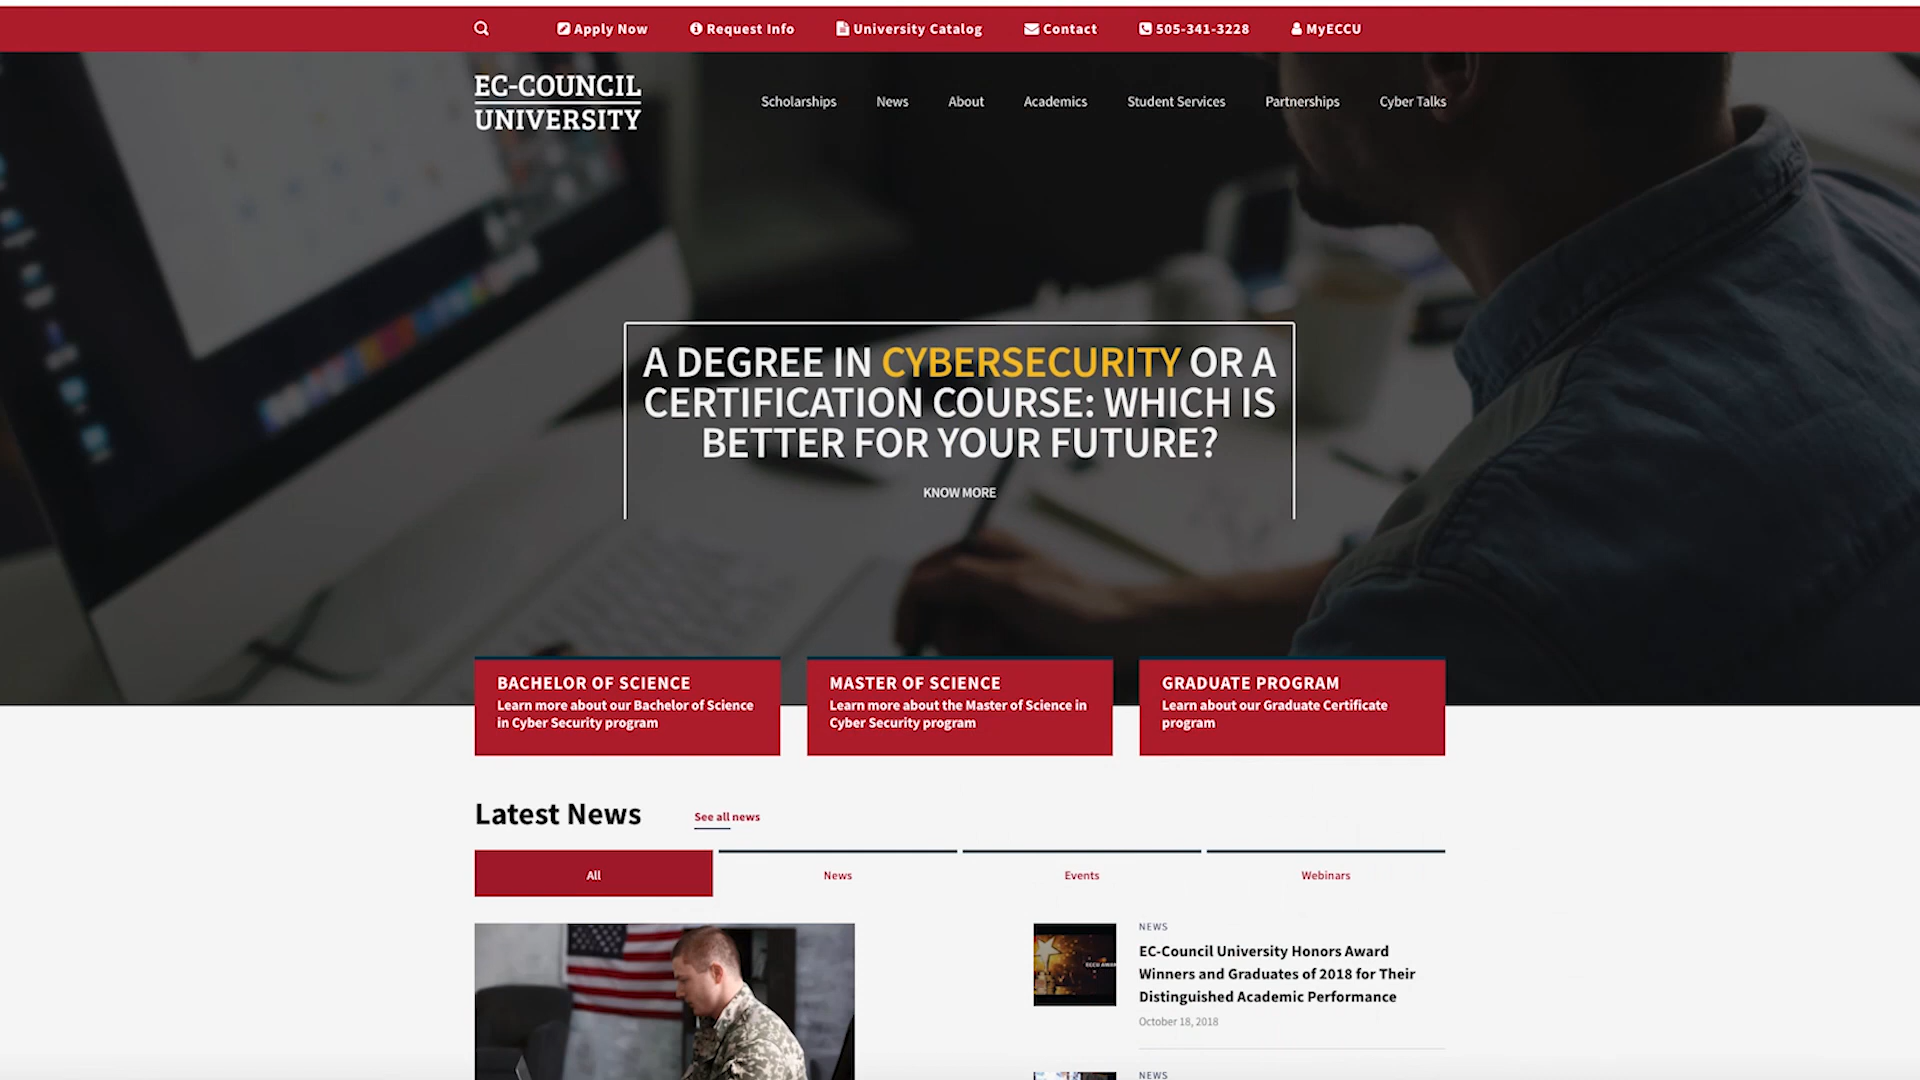 Apply Now
Request Info
University Catalog
Contact
505-341-3228
MyECCU
EC-COUNCIL
UNIVERSITY
Scholarships
News
About
Academics
Student Services
Partnerships
Cyber Talks
A DEGREE IN CYBERSECURITY OR A
CERTIFICATION COURSE: WHICH IS
BETTER FOR YOUR FUTURE?
KNOW MORE
BACHELOR OF SCIENCE
Learn more about our Bachelor of Science
in Cyber Security program
MASTER OF SCIENCE
Learn more about the Master of Science in
Cyber Security program
GRADUATE PROGRAM
Learn about our Graduate Certificate
program
Latest News
See all news
All
News
Events
Webinars
NEWS
EC-Council University Honors Award
Winners and Graduates of 2018 for Their
Distinguished Academic Performance
October 18, 2018
NEWS